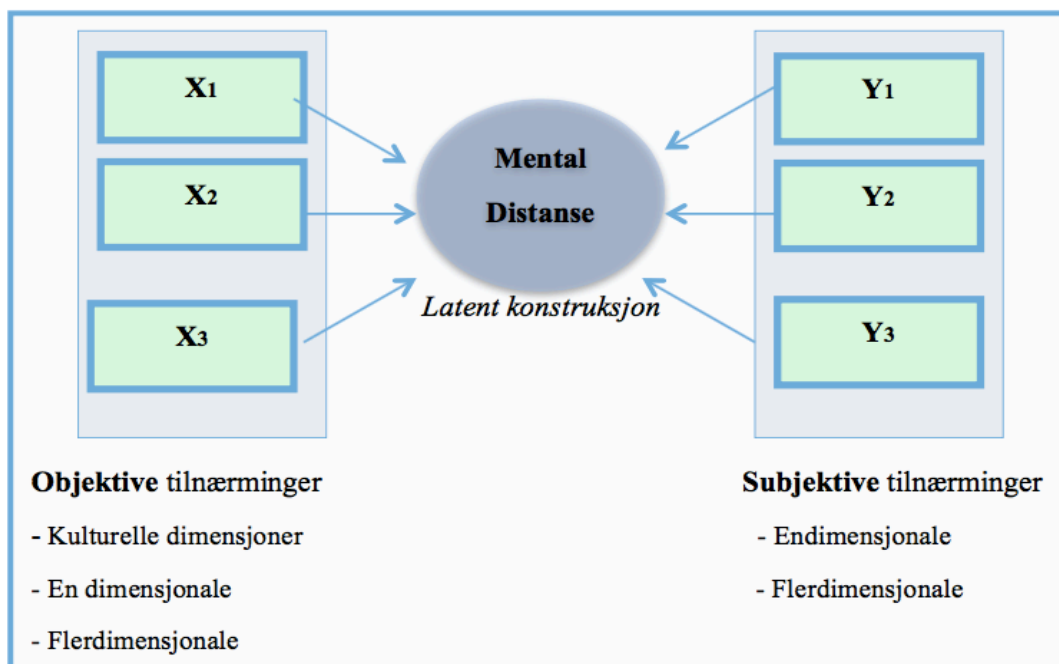 X1
X2
X3
Mental
Distanse
Latent konstruksjon
Y1
Y2
Y3
Objektive tilnærminger
- Kulturelle dimensjoner
- En dimensjonale
- Flerdimensjonale
Subjektive tilnærminger
- Endimensjonale
- Flerdimensjonale